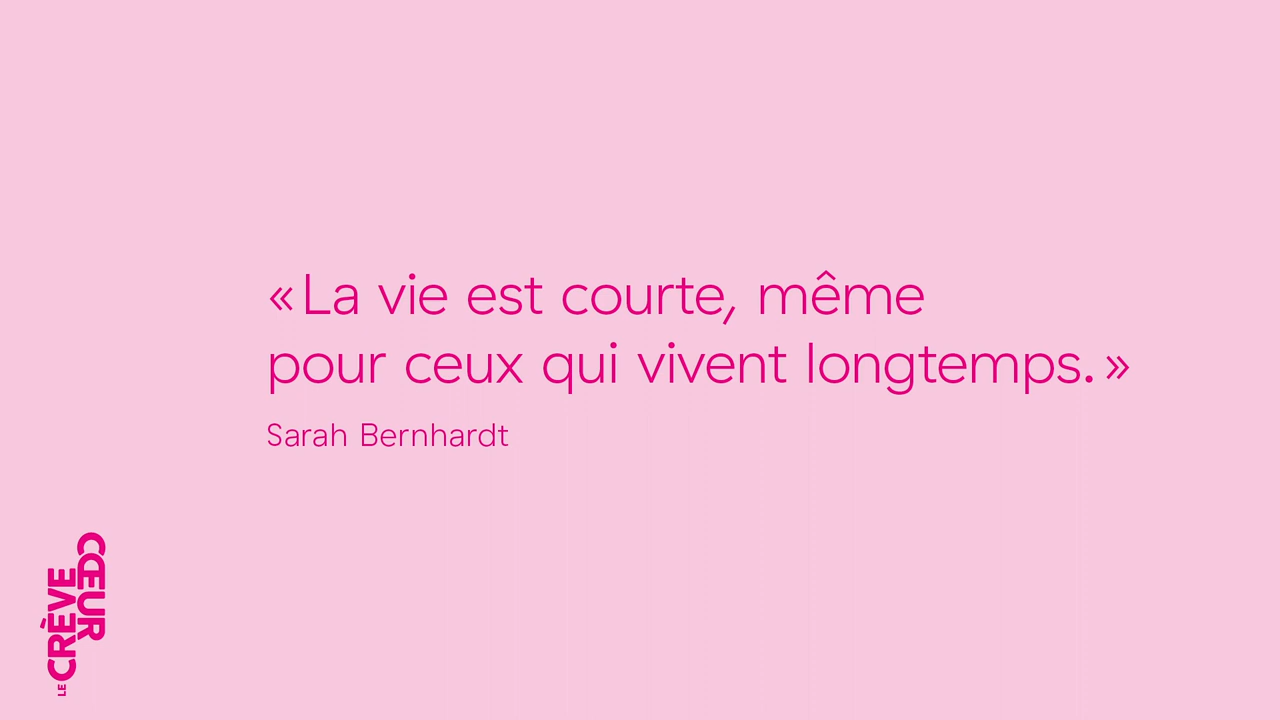 « La vie est courte, même
pour ceux qui vivent longtemps. »
Sarah Bernhardt
LE CRÈVE
CŒUR